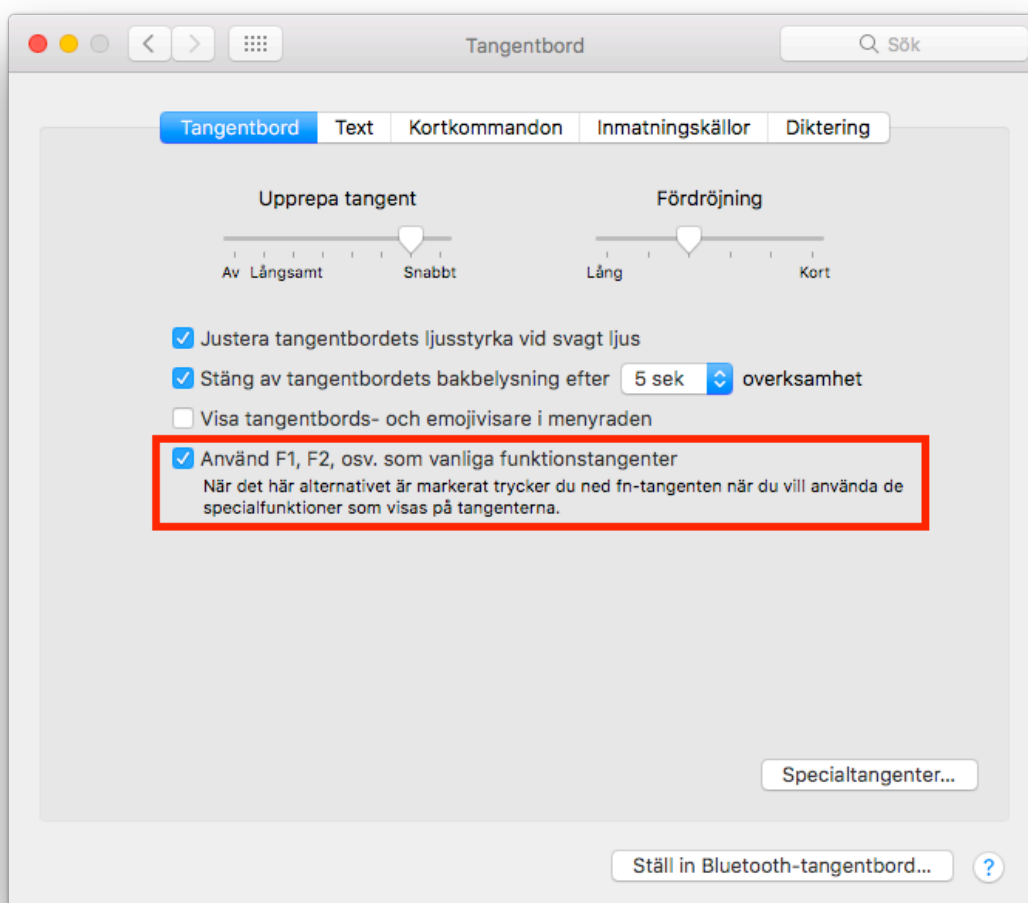 Tangentbord
Sök
Tangentbord Text Kortkommandon Inmatningskällor Diktering
Upprepa tangent Fördröjning
Av Långsamt Snabbt Lång Kort
Justera tangentbordets ljusstyrka vid svagt ljus
Stäng av tangentbordets bakbelysning efter 5 sek overksamhet
Visa tangentbords- och emojivisare i menyraden
Använd F1, F2, osv. som vanliga funktionstangenter
När det här alternativet är markerat trycker du ned fn-tangenten när du vill använda de
specialfunktioner som visas på tangenterna.
Specialtangenter...
Ställ in Bluetooth-tangentbord...
?